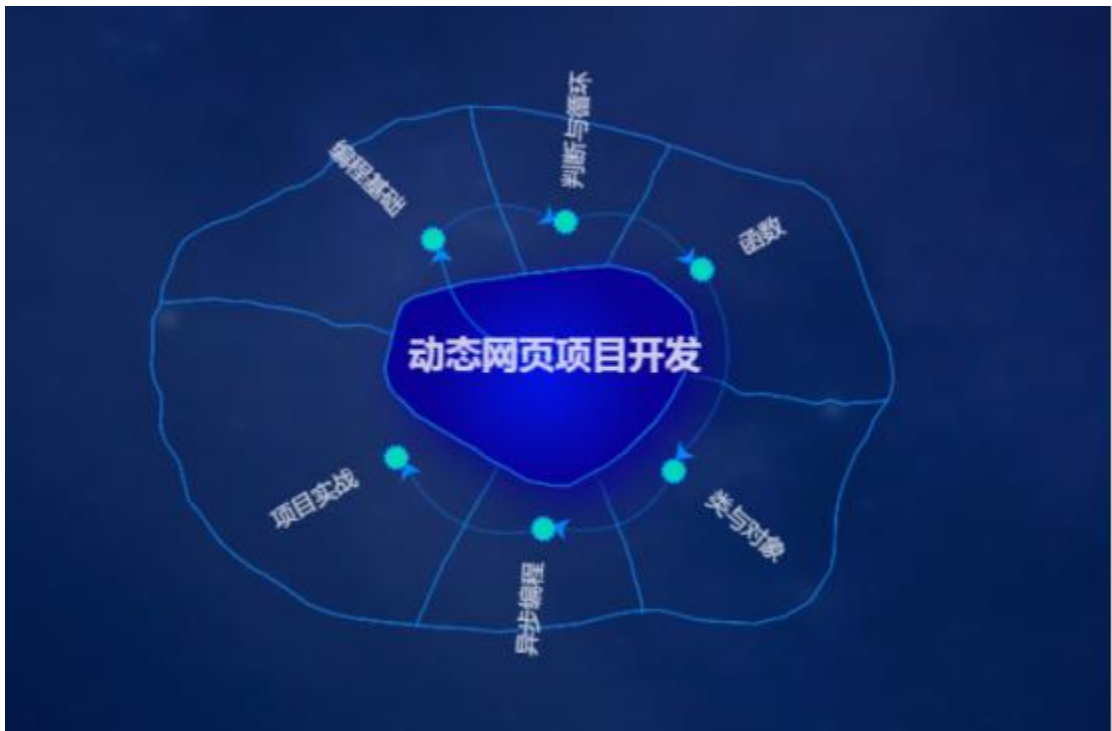 动态网页项目开发
编程基础
判断与循环
函数
类与对象
异步编程
项目实战